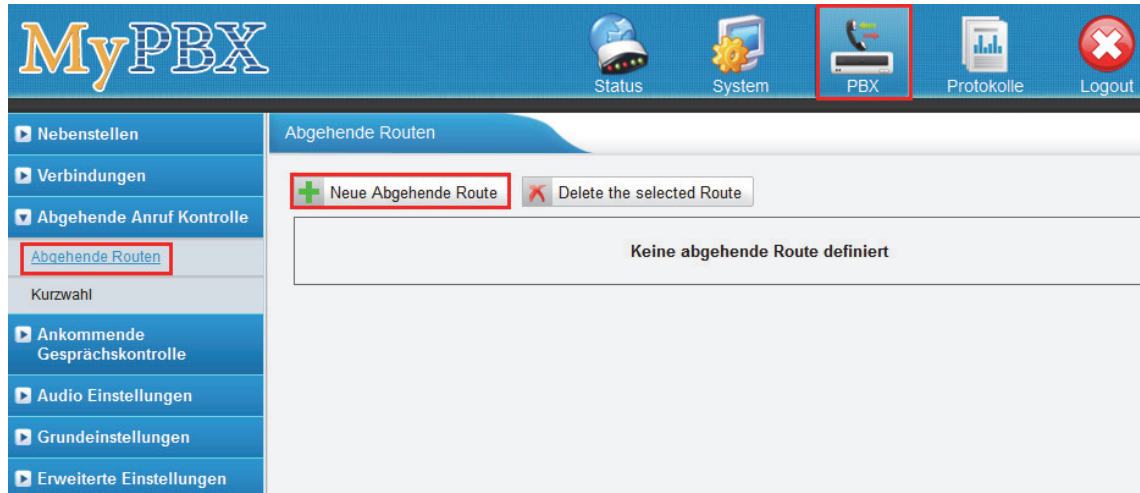 MyPBX
Status
System
PBX
Protokolle
Logout
Nebenstellen
Verbindungen
Abgehende Anruf Kontrolle
Abgehende Routen
Kurzwahl
Ankommende
Gesprächskontrolle
Audio Einstellungen
Grundeinstellungen
Erweiterte Einstellungen
Abgehende Routen
Neue Abgehende Route
Delete the selected Route
Keine abgehende Route definiert